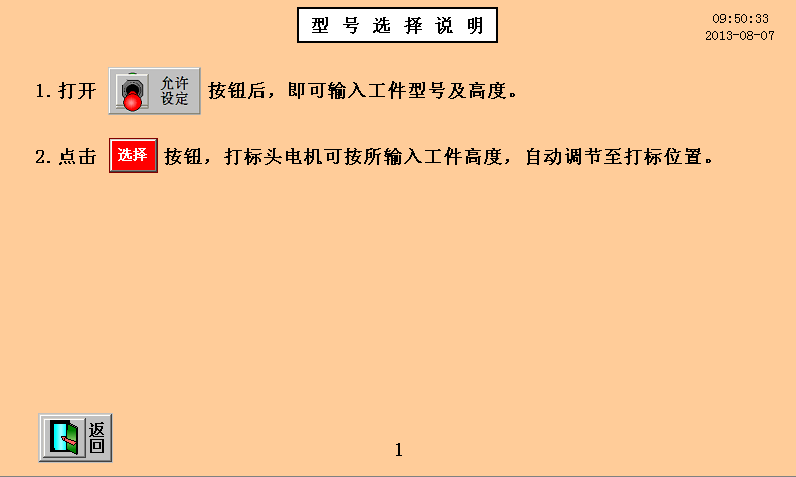 型号选择说明
09:50:33
2013-08-07
1.打开 允许设定 按钮后，即可输入工件型号及高度。
2.点击 选择 按钮，打标头电机可按所输入工件高度，自动调节至打标位置。
返回
1